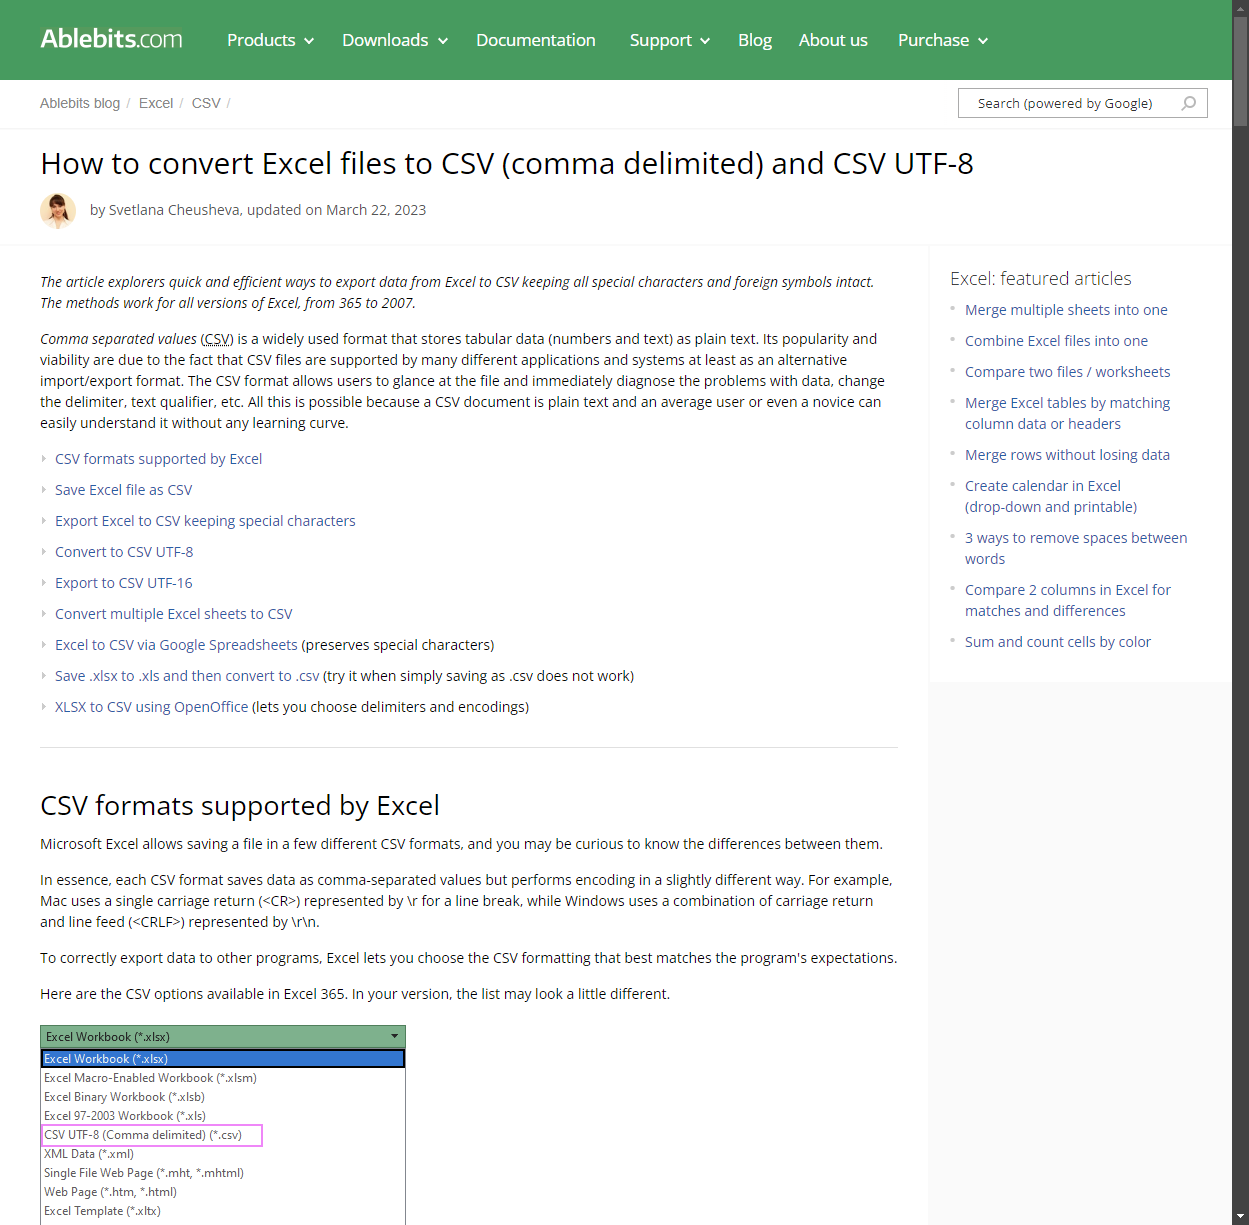 Ablebits.com
Products
Downloads
Documentation
Support
Blog
About us
Purchase
Ablebits blog / Excel / CSV /
Search (powered by Google)
How to convert Excel files to CSV (comma delimited) and CSV UTF-8
by Svetlana Cheusheva, updated on March 22, 2023
The article explorers quick and efficient ways to export data from Excel to CSV keeping all special characters and foreign symbols intact.
The methods work for all versions of Excel, from 365 to 2007.
Comma separated values (CSV) is a widely used format that stores tabular data (numbers and text) as plain text. Its popularity and
viability are due to the fact that CSV files are supported by many different applications and systems at least as an alternative
import/export format. The CSV format allows users to glance at the file and immediately diagnose the problems with data, change
the delimiter, text qualifier, etc. All this is possible because a CSV document is plain text and an average user or even a novice can
easily understand it without any learning curve.
CSV formats supported by Excel
Save Excel file as CSV
Export Excel to CSV keeping special characters
Convert to CSV UTF-8
Export to CSV UTF-16
Convert multiple Excel sheets to CSV
Excel to CSV via Google Spreadsheets (preserves special characters)
Save .xlsx to .xls and then convert to .csv (try it when simply saving as .csv does not work)
XLSX to CSV using OpenOffice (lets you choose delimiters and encodings)
CSV formats supported by Excel
Microsoft Excel allows saving a file in a few different CSV formats, and you may be curious to know the differences between them.
In essence, each CSV format saves data as comma-separated values but performs encoding in a slightly different way. For example,
Mac uses a single carriage return (<CR>) represented by \r for a line break, while Windows uses a combination of carriage return
and line feed (<CRLF>) represented by \r\n.
To correctly export data to other programs, Excel lets you choose the CSV formatting that best matches the program's expectations.
Here are the CSV options available in Excel 365. In your version, the list may look a little different.
Excel Workbook (*.xlsx)
Excel Workbook (*.xlsx)
Excel Macro-Enabled Workbook (*.xlsm)
Excel Binary Workbook (*.xlsb)
Excel 97-2003 Workbook (*.xls)
CSV UTF-8 (Comma delimited) (*.csv)
XML Data (*.xml)
Single File Web Page (*.mht, *.mhtml)
Web Page (*.htm, *.html)
Excel Template (*.xltx)
Excel: featured articles
Merge multiple sheets into one
Combine Excel files into one
Compare two files / worksheets
Merge Excel tables by matching
column data or headers
Merge rows without losing data
Create calendar in Excel
(drop-down and printable)
3 ways to remove spaces between
words
Compare 2 columns in Excel for
matches and differences
Sum and count cells by color